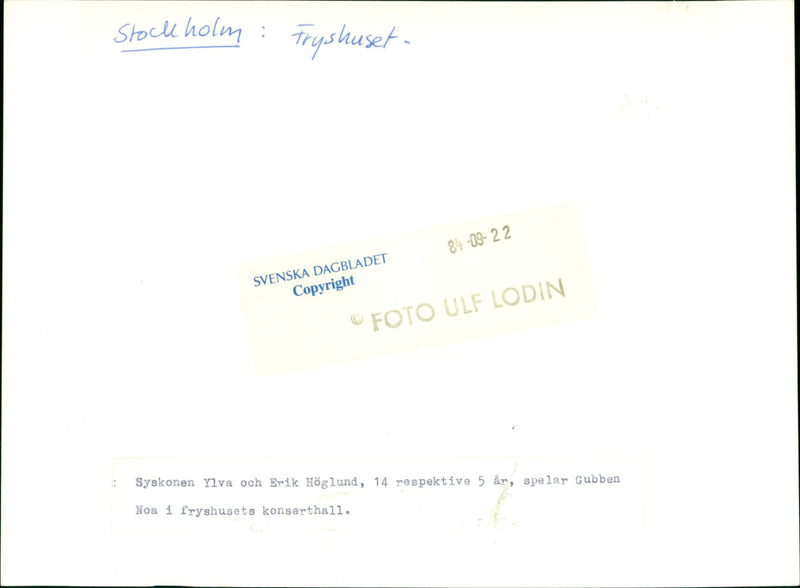 Stockholm : Fryshuset.
84-09-22
SVENSKA DAGBLADET
Copyright
© FOTO ULF LODIN
: Syskonen Ylva och Erik Höglund, 14 respektive 5 år, spelar Gubben
Noa i fryshusets konserthall.